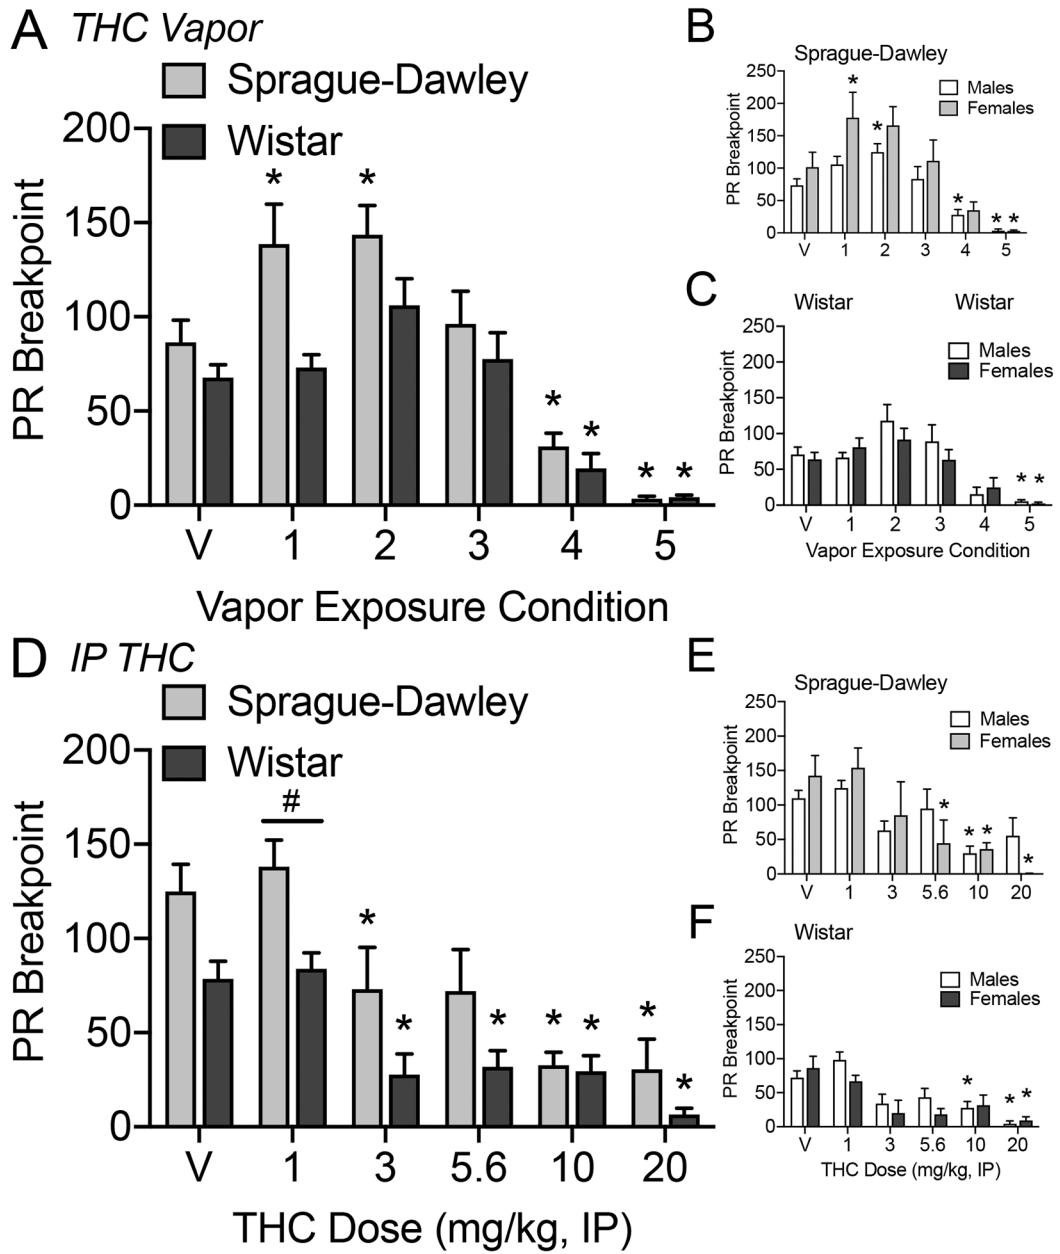 A THC Vapor
Sprague-Dawley
Wistar
PR Breakpoint
200
150
100
50
0
* *
* * * *
V 1 2 3 4 5
Vapor Exposure Condition
B
Sprague-Dawley
Males
Females
PR Breakpoint
250
200
150
100
50
0
* * * * *
V 1 2 3 4 5
C
Wistar Wistar
Males
Females
PR Breakpoint
250
200
150
100
50
0
* *
V 1 2 3 4 5
Vapor Exposure Condition
D IP THC
Sprague-Dawley
Wistar
PR Breakpoint
200
150
100
50
0
#
* * * * * * *
V 1 3 5.6 10 20
THC Dose (mg/kg, IP)
E
Sprague-Dawley
Males
Females
PR Breakpoint
250
200
150
100
50
0
* * * *
V 1 3 5.6 10 20
F
Wistar
Males
Females
PR Breakpoint
250
200
150
100
50
0
* * *
V 1 3 5.6 10 20
THC Dose (mg/kg, IP)